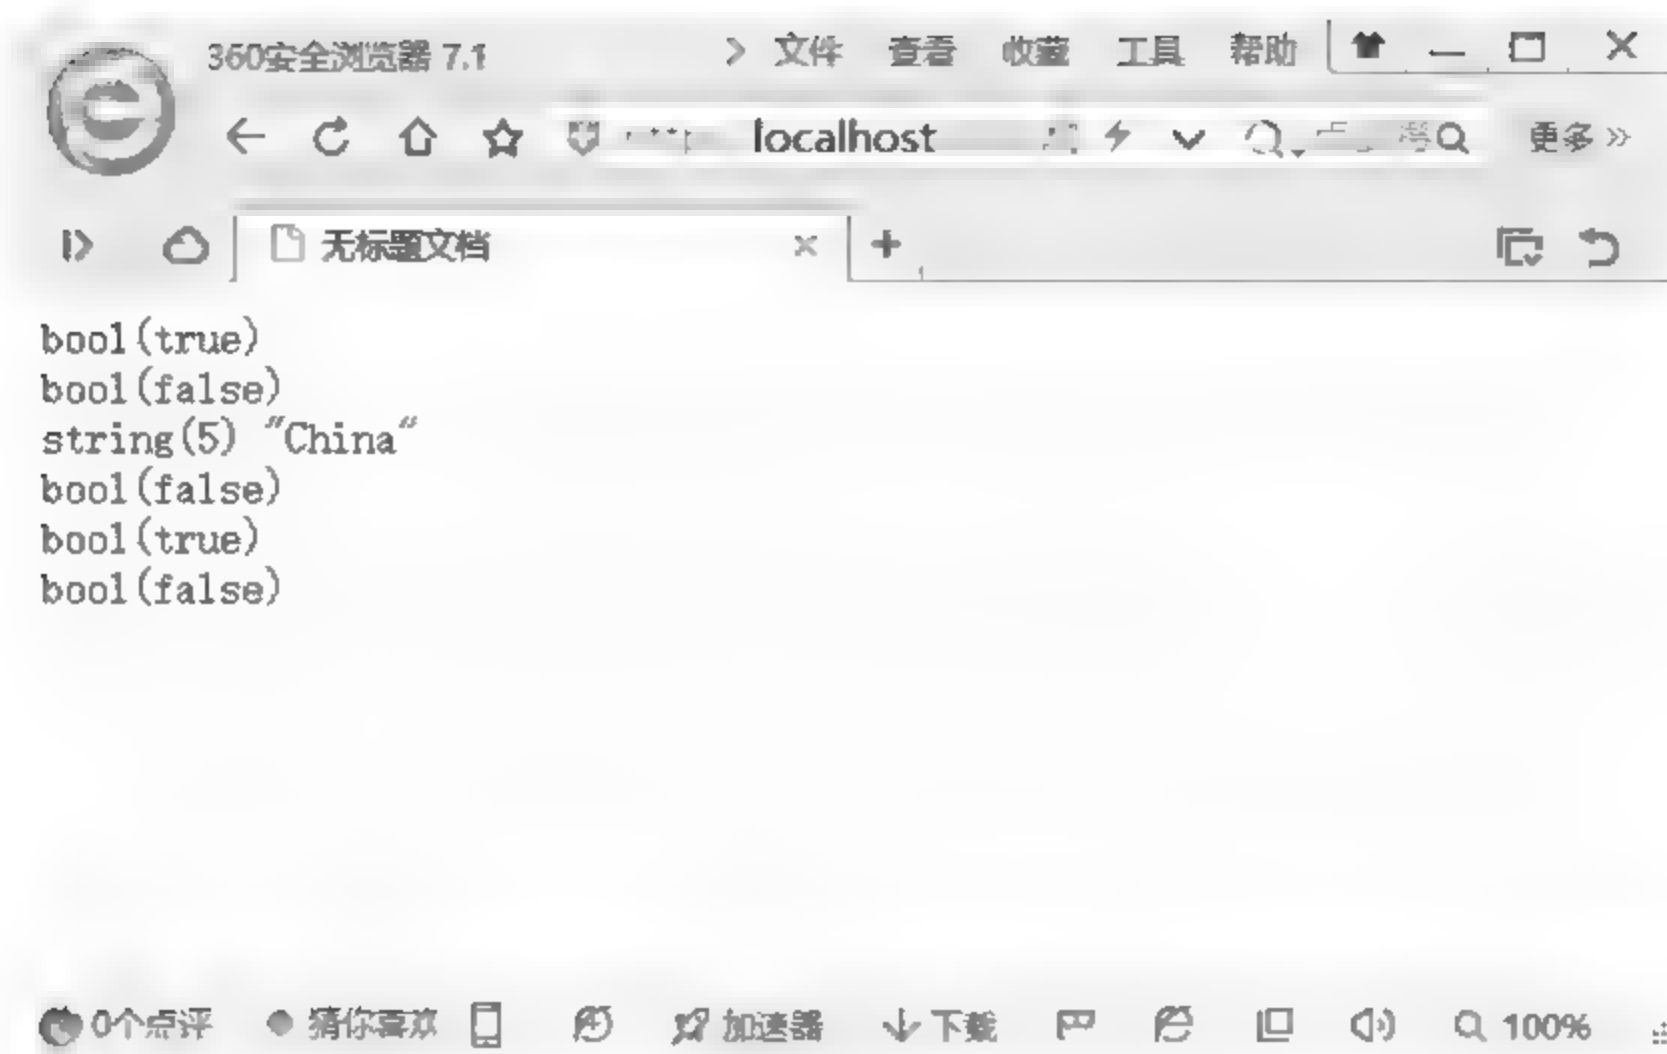 360安全浏览器 7.1
文件 查看 收藏 工具 帮助
localhost
更多 »
无标题文档
bool(true)
bool(false)
string(5) "China"
bool(false)
bool(true)
bool(false)
0个点评 猜你喜欢 加速器 下载 100%